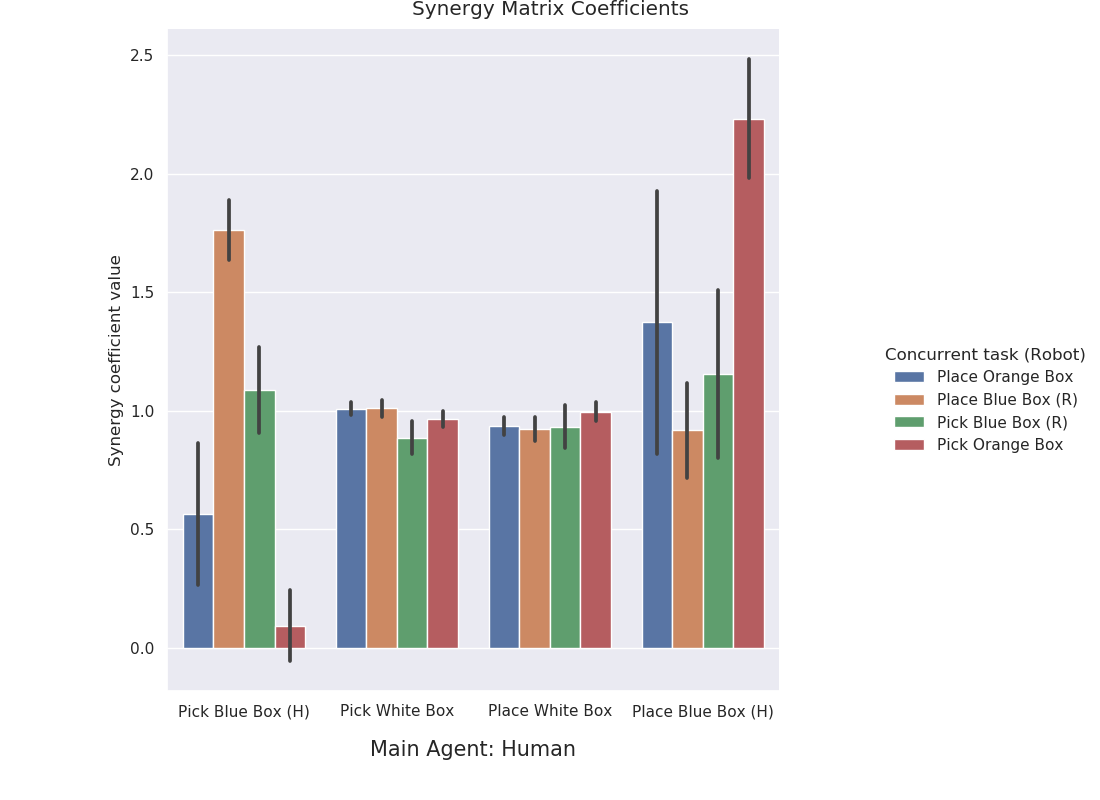 Synergy Matrix Coefficients
2.5
2.0
1.5
1.0
0.5
0.0
Synergy coefficient value
Pick Blue Box (H)
Pick White Box
Place White Box
Place Blue Box (H)
Main Agent: Human
Concurrent task (Robot)
Place Orange Box
Place Blue Box (R)
Pick Blue Box (R)
Pick Orange Box